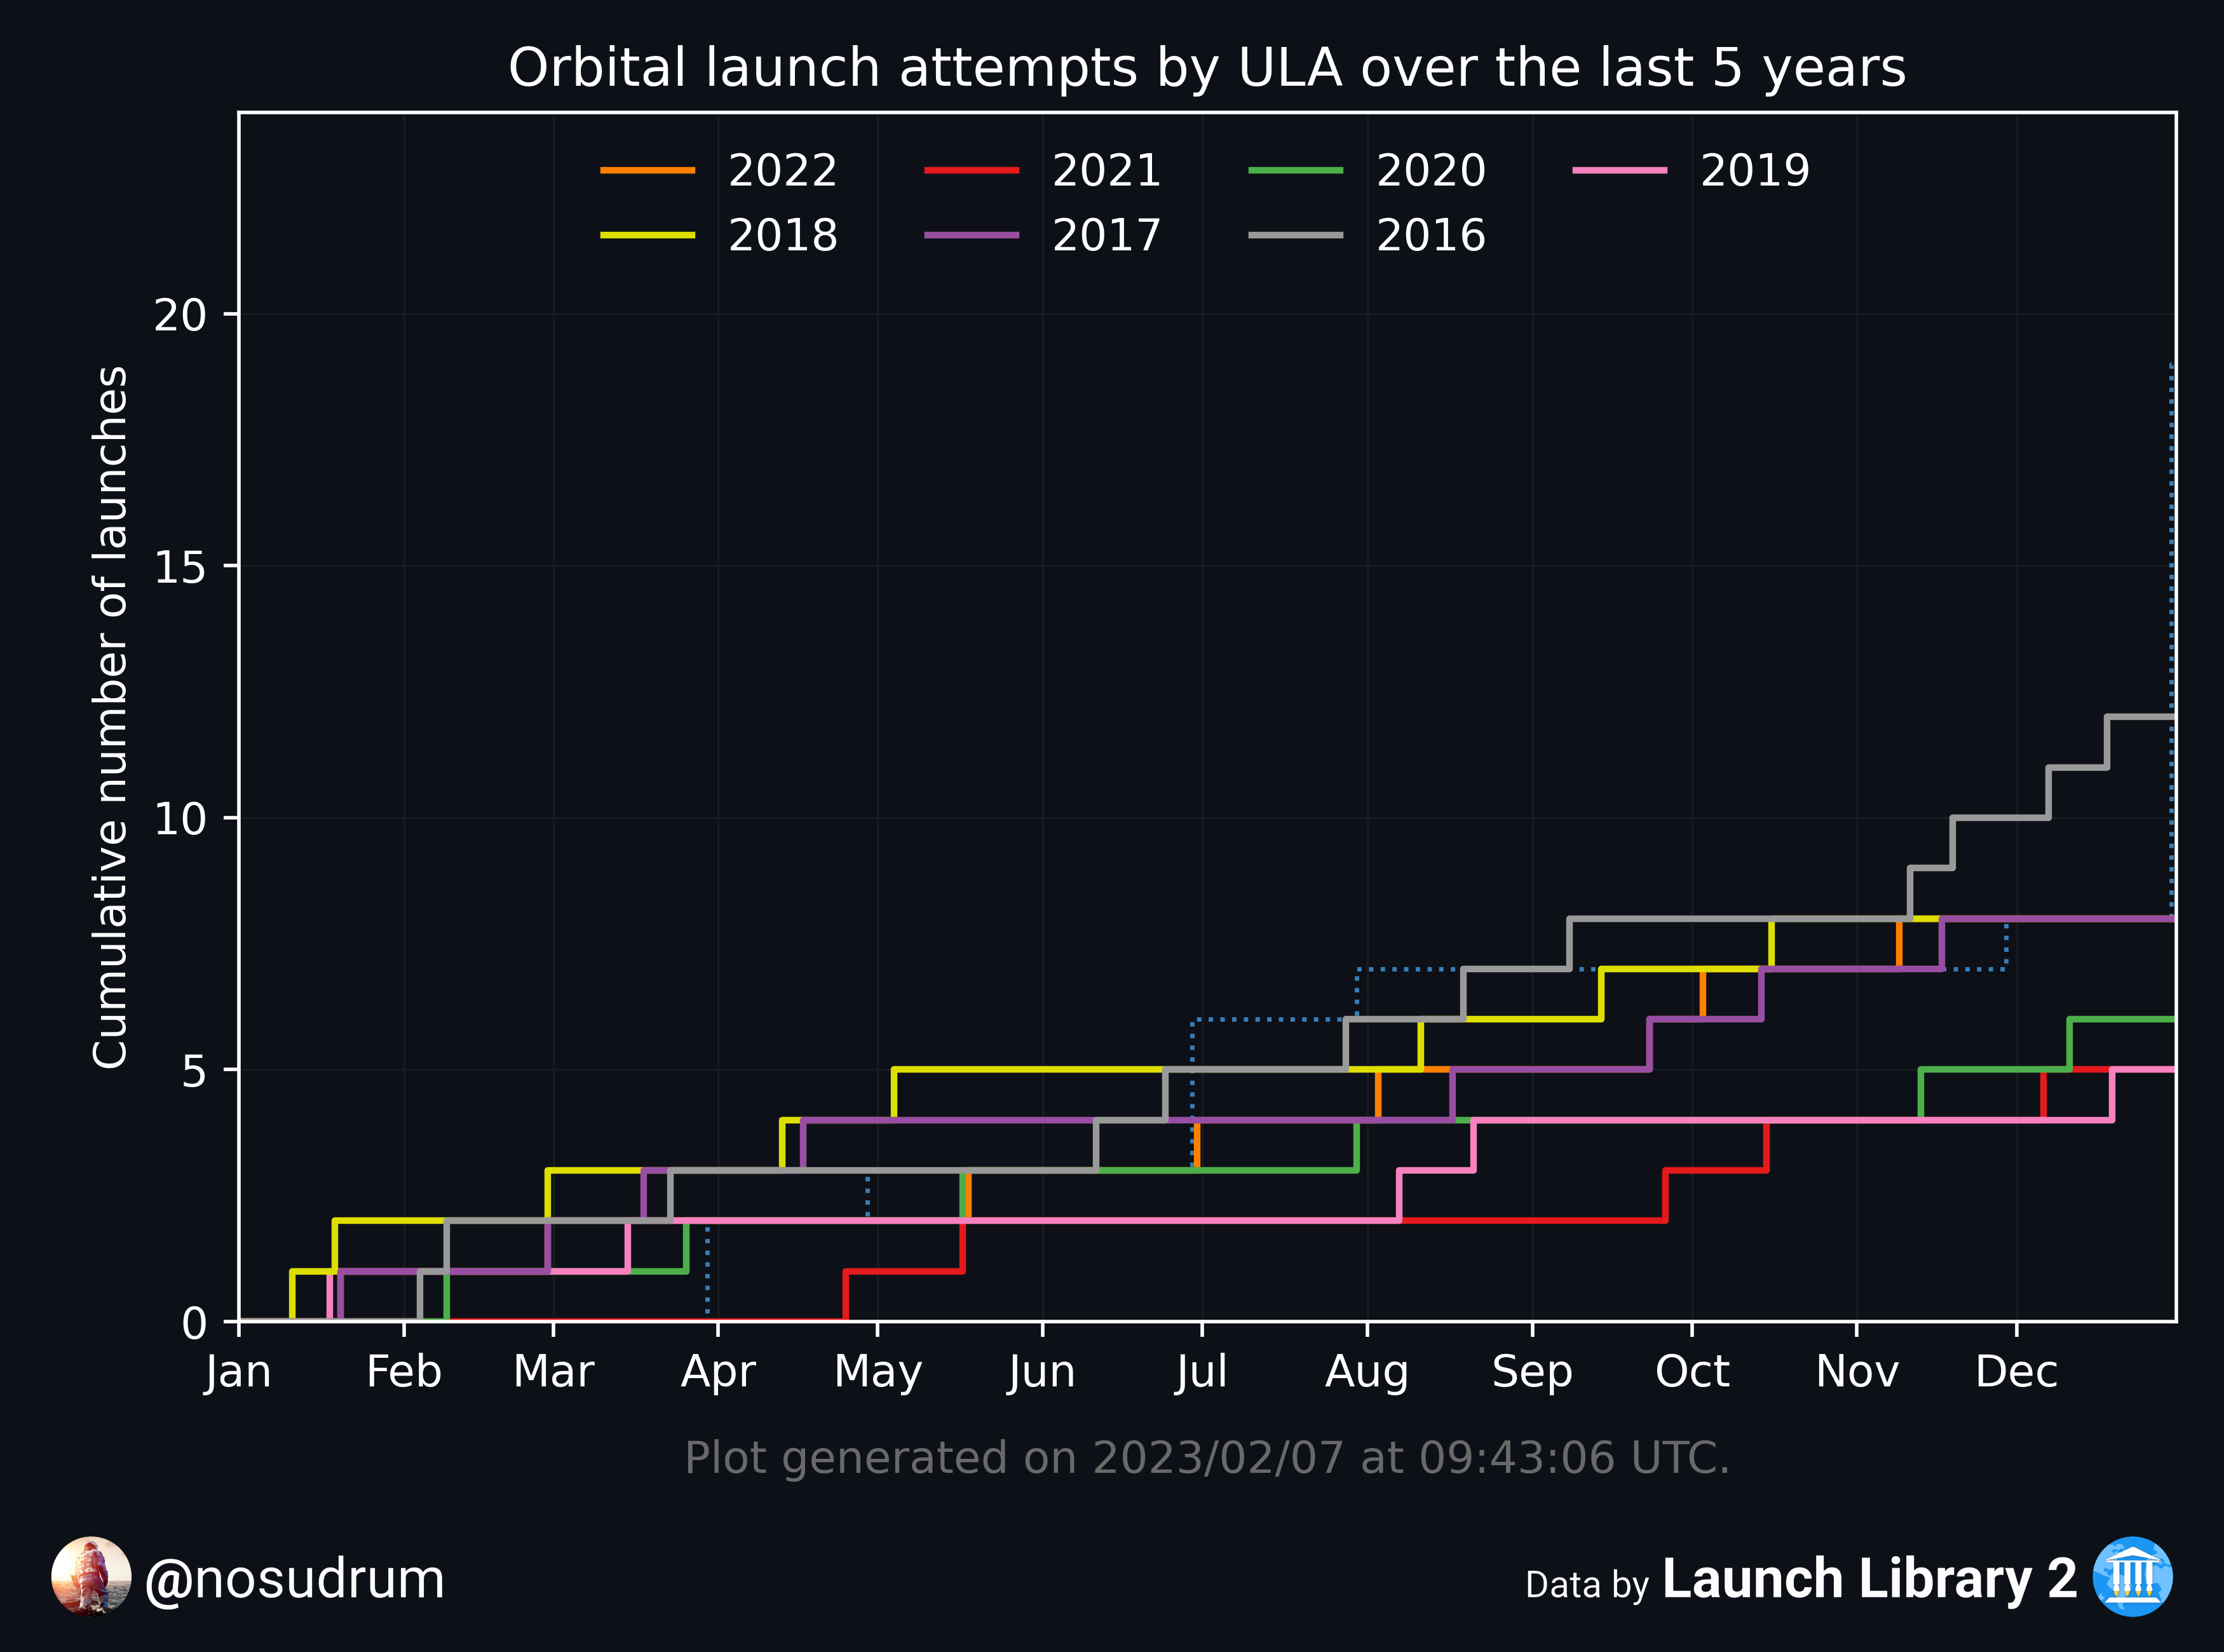 Orbital launch attempts by ULA over the last 5 years
2022 2021 2020 2019
2018 2017 2016
Cumulative number of launches
20
15
10
5
0
Jan Feb Mar Apr May Jun Jul Aug Sep Oct Nov Dec
Plot generated on 2023/02/07 at 09:43:06 UTC.
@nosudrum
Data by Launch Library 2